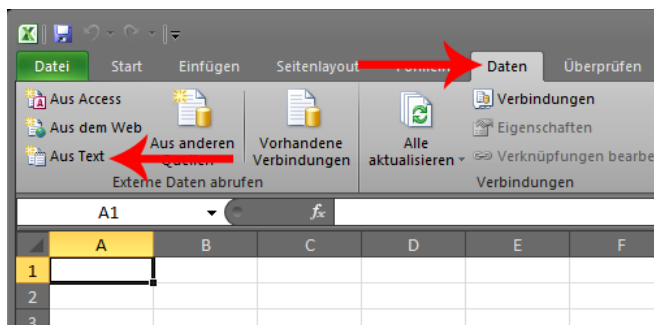 Datei Start Einfügen Seitenlayout Daten Überprüfen
Aus Access
Aus dem Web
Aus Text
Aus anderen
Vorhandene
Verbindungen
Alle
aktualisieren
Verbindungen
Eigenschaften
Verknüpfungen bearbe
Externe Daten abrufen
Verbindungen
A1 fx
A B C D E F
1
2
3